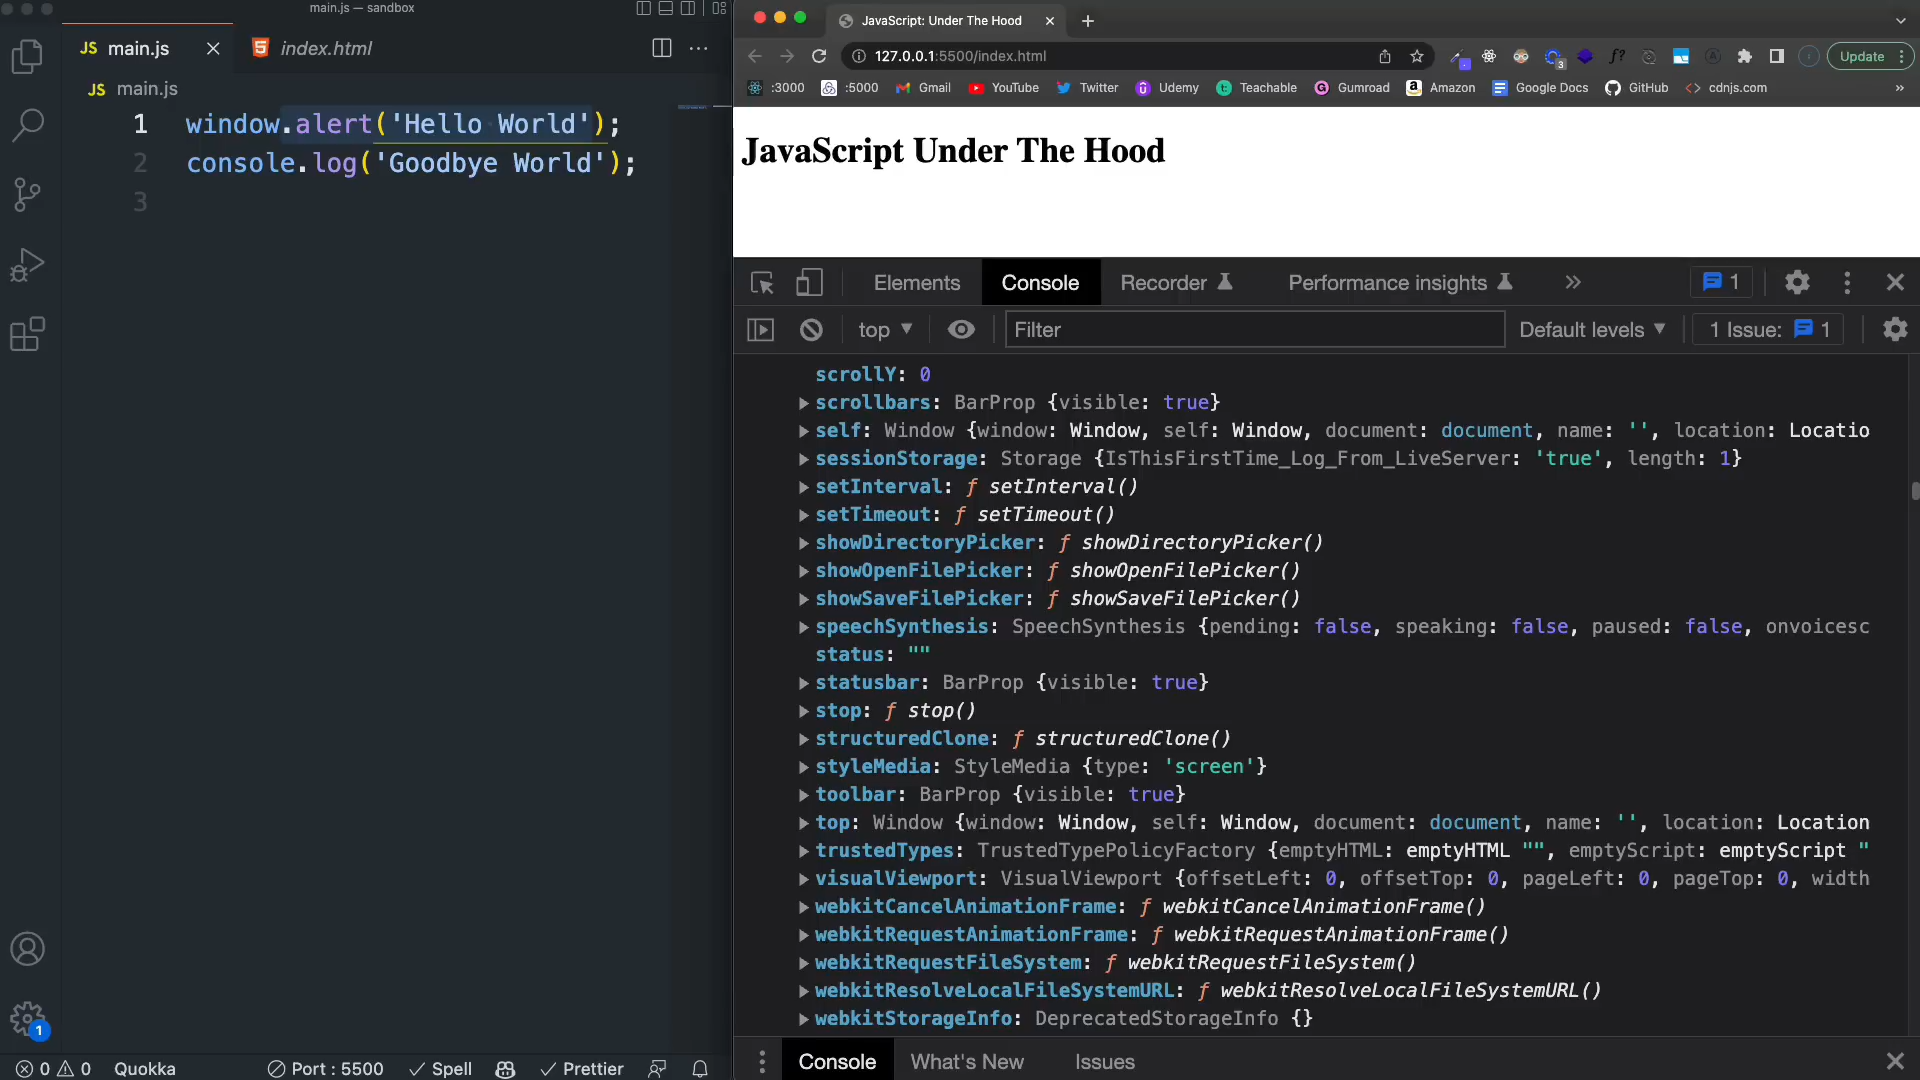 main.js — sandbox
JS main.js
index.html
JS main.js
1 window.alert('Hello World');
2 console.log('Goodbye World');
3
1
0 0 Quokka Port : 5500 Spell Prettier
JavaScript: Under The Hood
127.0.0.1:5500/index.html
Update
:3000 :5000 Gmail YouTube Twitter Udemy Teachable Gumroad Amazon Google Docs GitHub cdnjs.com »
JavaScript Under The Hood
Elements Console Recorder Performance insights » 1
top Filter Default levels 1 Issue: 1
scrollY: 0
scrollbars: BarProp {visible: true}
self: Window {window: Window, self: Window, document: document, name: '', location: Locatio
sessionStorage: Storage {IsThisFirstTime_Log_From_LiveServer: 'true', length: 1}
setInterval: ƒ setInterval()
setTimeout: ƒ setTimeout()
showDirectoryPicker: ƒ showDirectoryPicker()
showOpenFilePicker: ƒ showOpenFilePicker()
showSaveFilePicker: ƒ showSaveFilePicker()
speechSynthesis: SpeechSynthesis {pending: false, speaking: false, paused: false, onvoicesc
status: ""
statusbar: BarProp {visible: true}
stop: ƒ stop()
structuredClone: ƒ structuredClone()
styleMedia: StyleMedia {type: 'screen'}
toolbar: BarProp {visible: true}
top: Window {window: Window, self: Window, document: document, name: '', location: Location
trustedTypes: TrustedTypePolicyFactory {emptyHTML: emptyHTML "", emptyScript: emptyScript "
visualViewport: VisualViewport {offsetLeft: 0, offsetTop: 0, pageLeft: 0, pageTop: 0, width
webkitCancelAnimationFrame: ƒ webkitCancelAnimationFrame()
webkitRequestAnimationFrame: ƒ webkitRequestAnimationFrame()
webkitRequestFileSystem: ƒ webkitRequestFileSystem()
webkitResolveLocalFileSystemURL: ƒ webkitResolveLocalFileSystemURL()
webkitStorageInfo: DeprecatedStorageInfo {}
Console What's New Issues